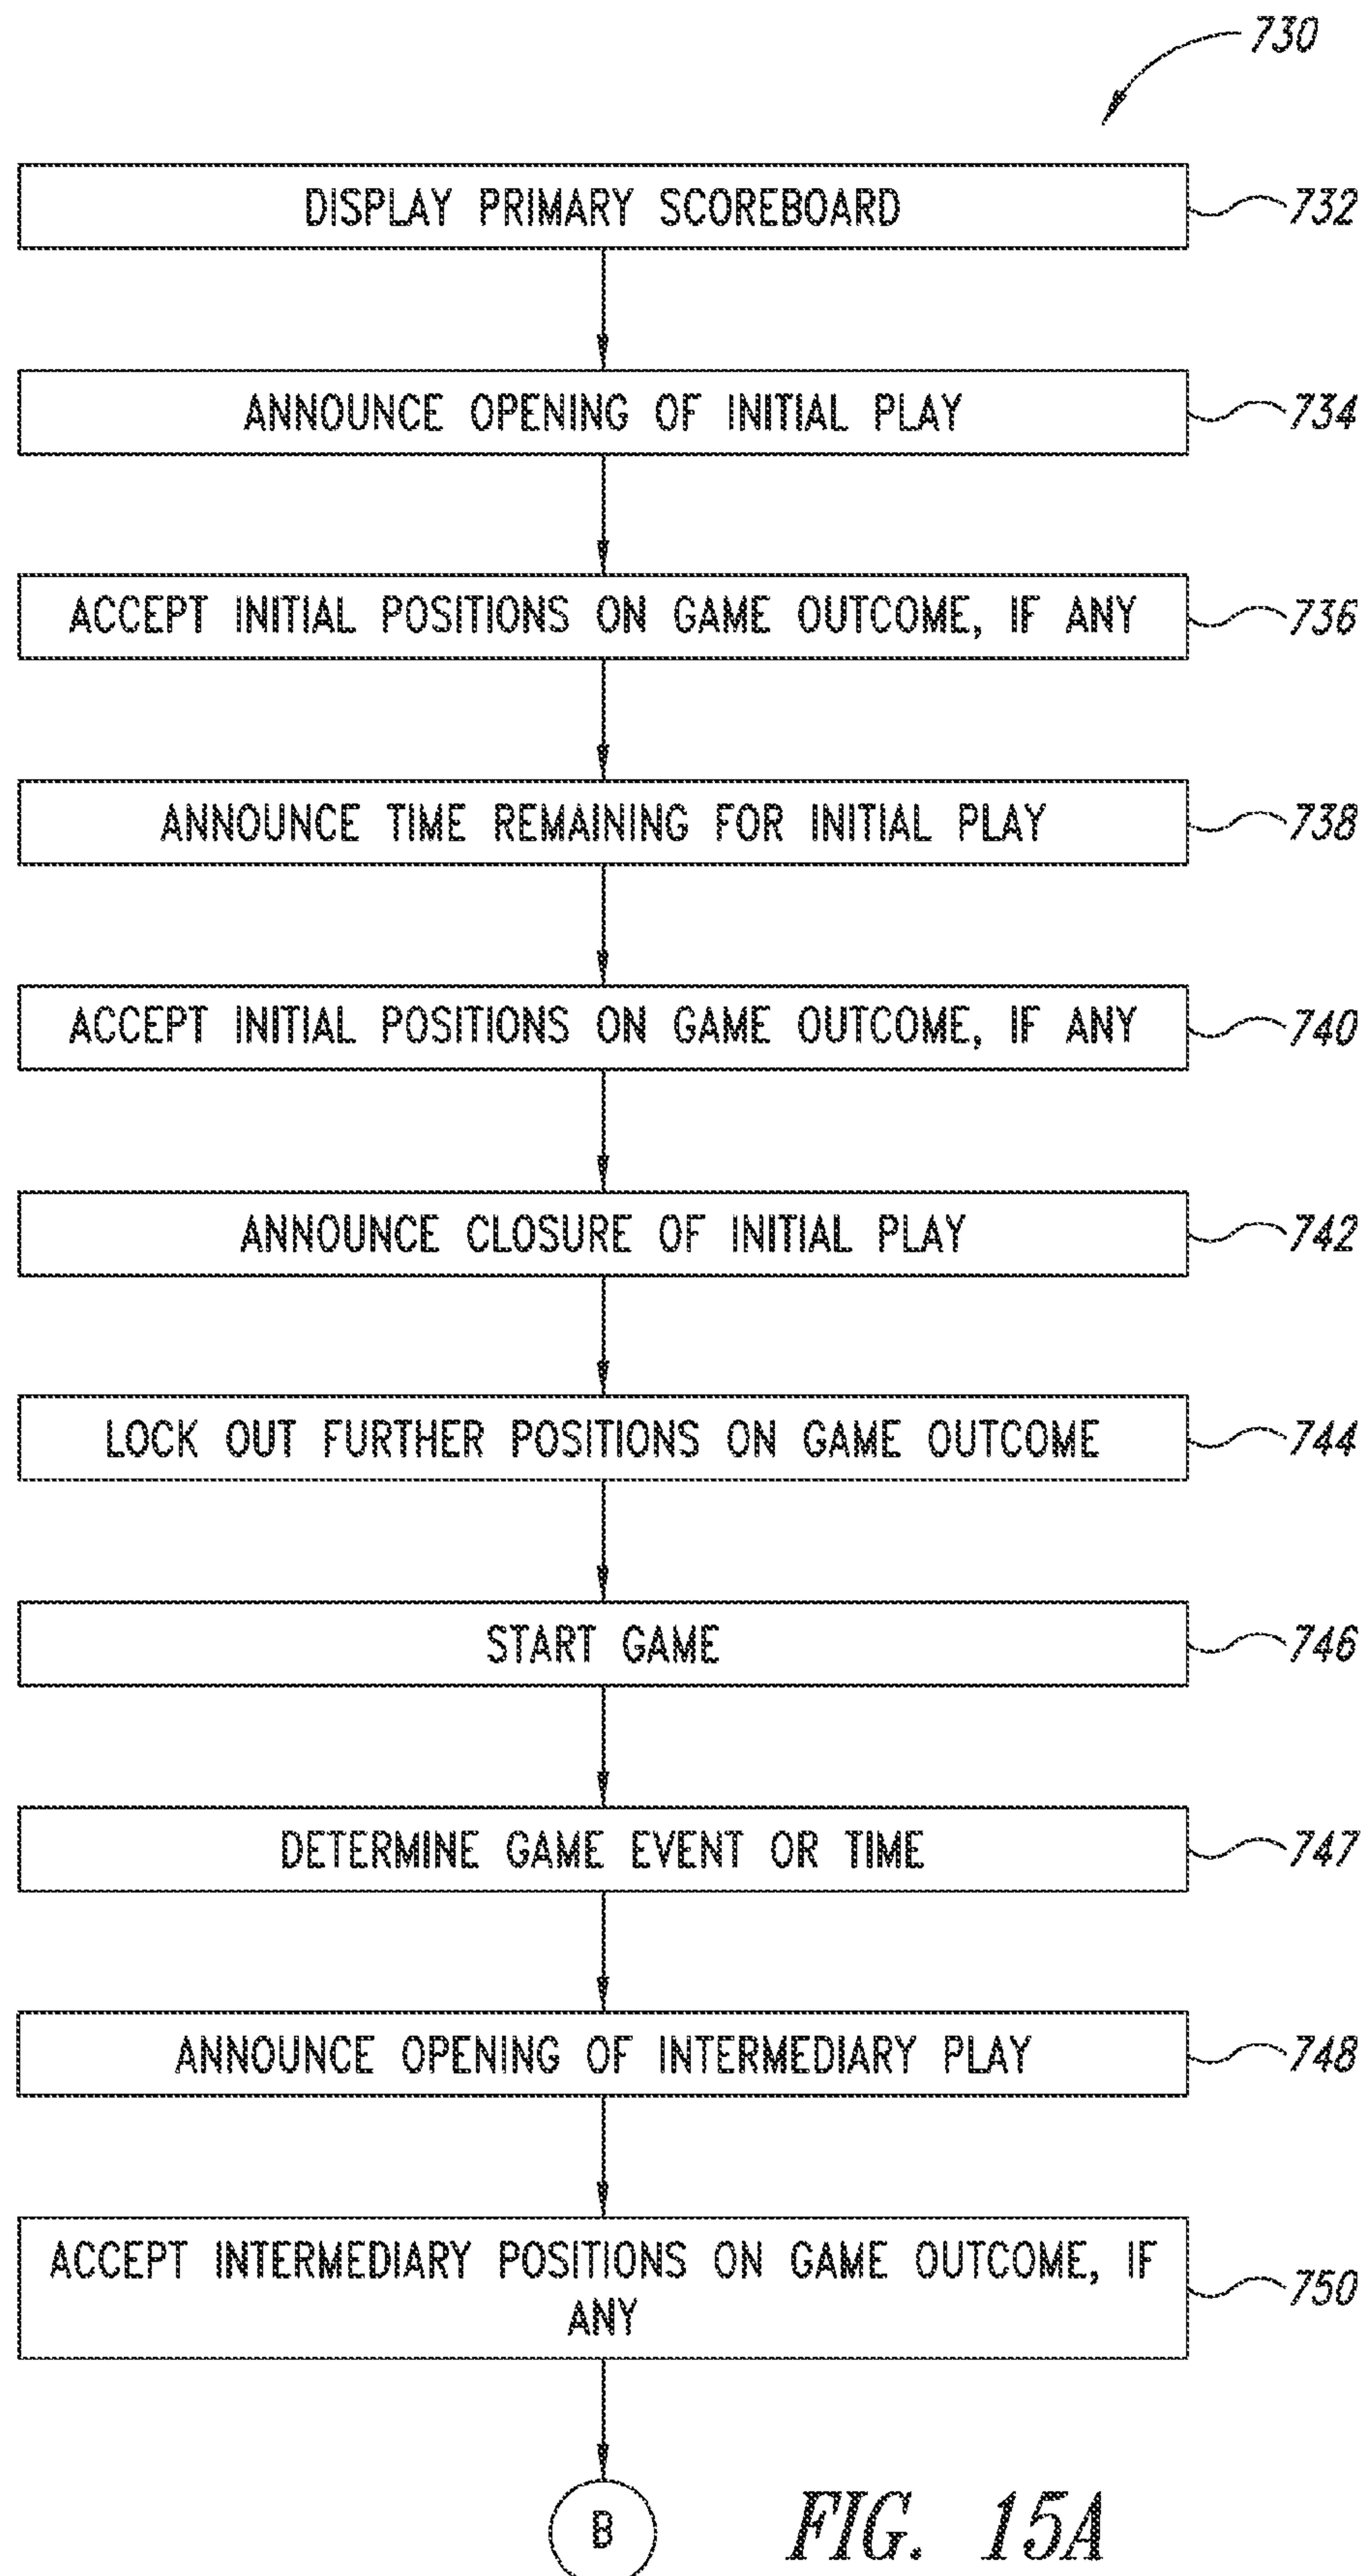 730
DISPLAY PRIMARY SCOREBOARD
732
ANNOUNCE OPENING OF INITIAL PLAY
734
ACCEPT INITIAL POSITIONS ON GAME OUTCOME, IF ANY
736
ANNOUNCE TIME REMAINING FOR INITIAL PLAY
738
ACCEPT INITIAL POSITIONS ON GAME OUTCOME, IF ANY
740
ANNOUNCE CLOSURE OF INITIAL PLAY
742
LOCK OUT FURTHER POSITIONS ON GAME OUTCOME
744
START GAME
746
DETERMINE GAME EVENT OR TIME
747
ANNOUNCE OPENING OF INTERMEDIARY PLAY
748
ACCEPT INTERMEDIARY POSITIONS ON GAME OUTCOME, IF
ANY
750
B
FIG. 15A